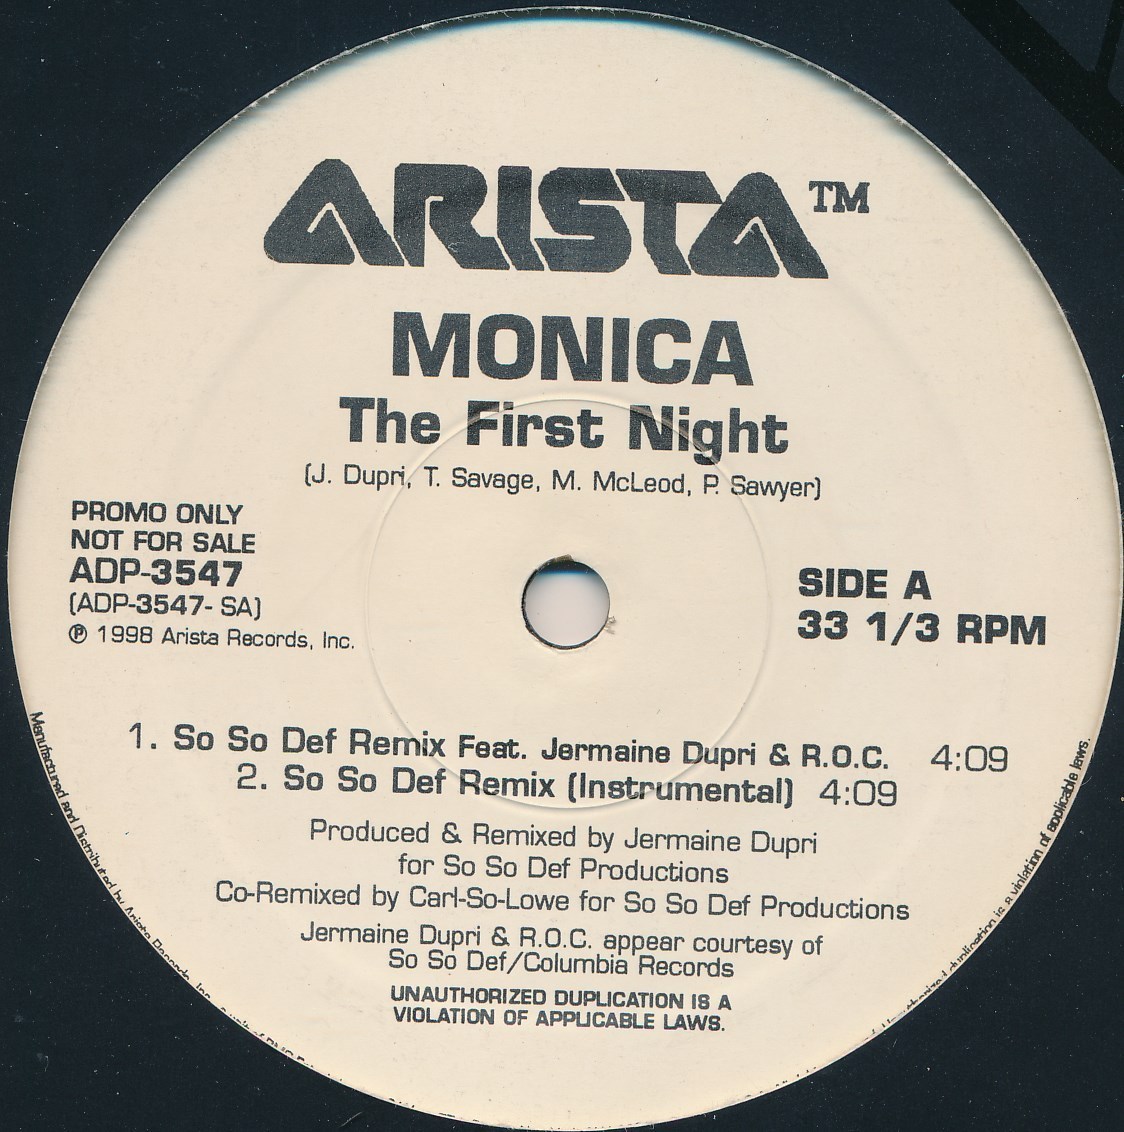 ARISTA™
MONICA
The First Night
(J. Dupri, T. Savage, M. McLeod, P. Sawyer)
PROMO ONLY
NOT FOR SALE
ADP-3547
(ADP-3547- SA)
℗ 1998 Arista Records, Inc.
SIDE A
33 1/3 RPM
1. So So Def Remix Feat. Jermaine Dupri & R.O.C. 4:09
2. So So Def Remix (Instrumental) 4:09
Produced & Remixed by Jermaine Dupri
for So So Def Productions
Co-Remixed by Carl-So-Lowe for So So Def Productions
Jermaine Dupri & R.O.C. appear courtesy of
So So Def/Columbia Records
UNAUTHORIZED DUPLICATION IS A
VIOLATION OF APPLICABLE LAWS.
Manufactured and Distributed by Arista Records, Inc.
duplication is a violation of applicable laws.